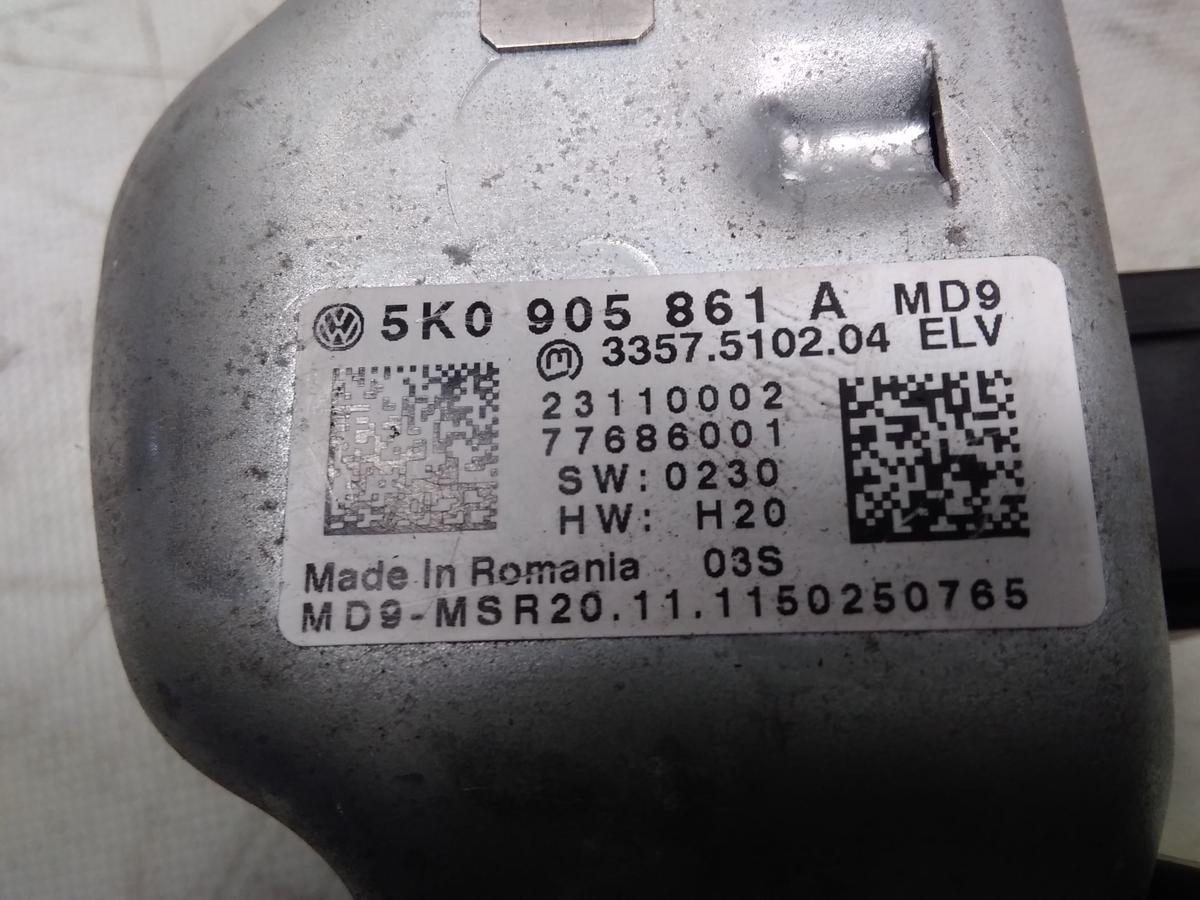 5K0 905 861 A MD9
3357.5102.04 ELV
23110002
77686001
SW:0230
HW: H20
Made In Romania 03S
MD9-MSR20.11.1150250765